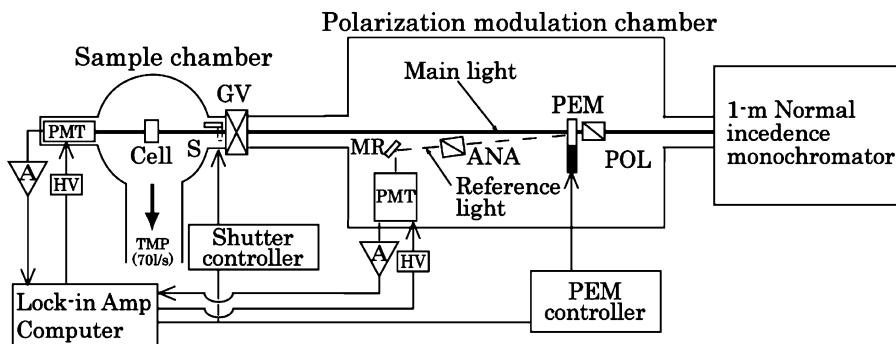 Polarization modulation chamber
Sample chamber
GV
Main light
PEM
1-m Normal
incedence
monochromator
PMT
Cell
S
MR
ANA
POL
A
HV
Reference
light
PMT
TMP
(70l/s)
Shutter
controller
A
HV
Lock-in Amp
Computer
PEM
controller